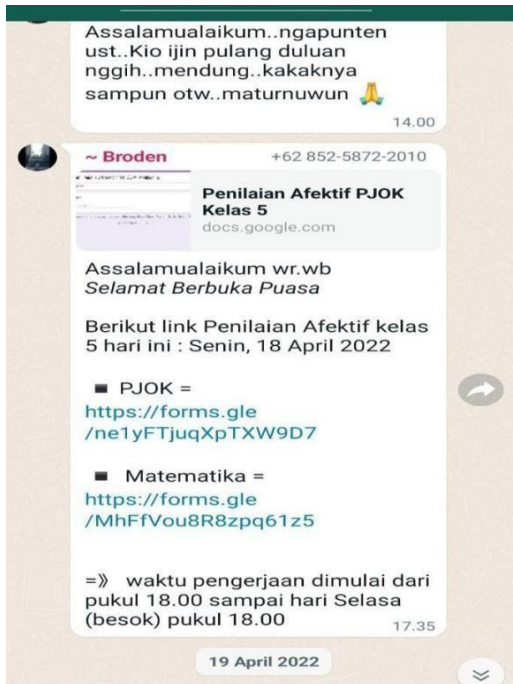 Assalamualaikum..ngapunten
ust..Kio ijin pulang duluan
nggih..mendung..kakaknya
sampun otw..maturnuwun 🙏
14.00
~ Broden +62 852-5872-2010
Penilaian Afektif PJOK
Kelas 5
docs.google.com
Assalamualaikum wr.wb
Selamat Berbuka Puasa
Berikut link Penilaian Afektif kelas
5 hari ini : Senin, 18 April 2022
▪ PJOK =
https://forms.gle
/ne1yFTjuqXpTXW9D7
▪ Matematika =
https://forms.gle
/MhFfVou8R8zpq61z5
=》 waktu pengerjaan dimulai dari
pukul 18.00 sampai hari Selasa
(besok) pukul 18.00
17.35
19 April 2022